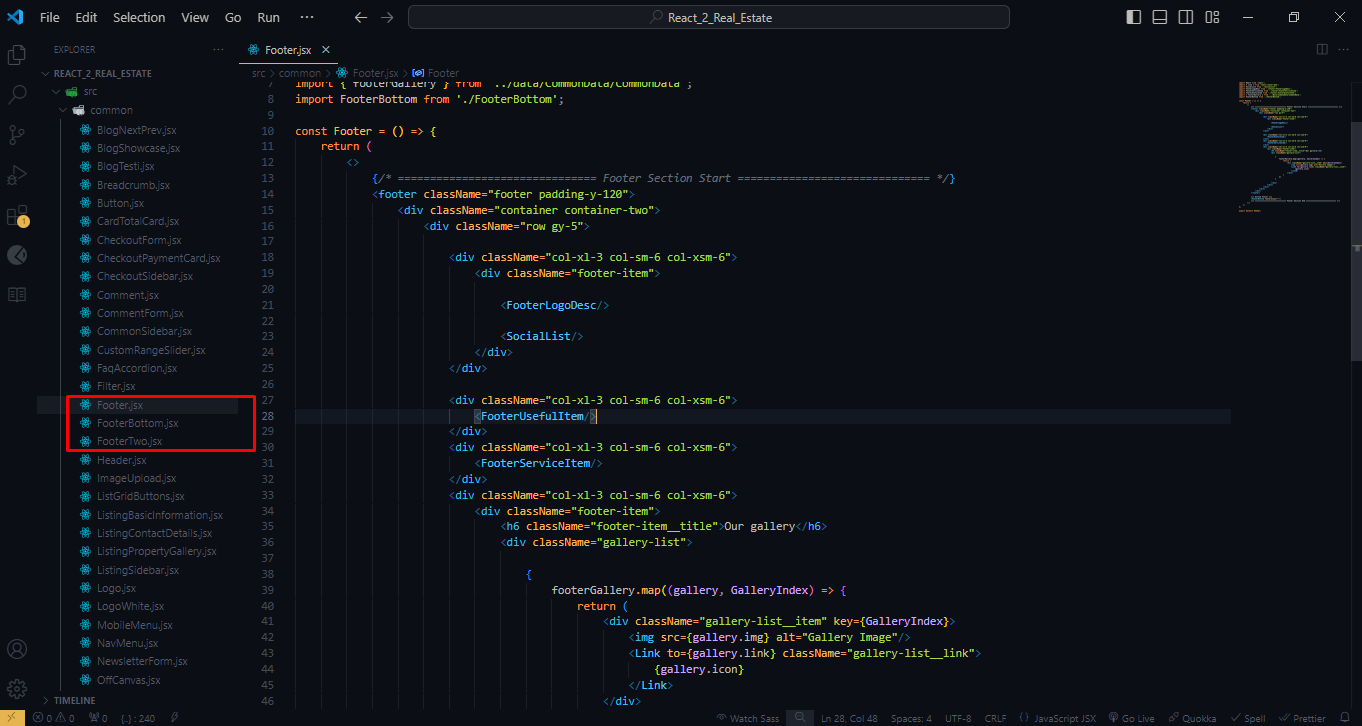 File Edit Selection View Go Run ··· React_2_Real_Estate
EXPLORER ···
Footer.jsx
REACT_2_REAL_ESTATE
src
common
BlogNextPrev.jsx
BlogShowcase.jsx
BlogTesti.jsx
Breadcrumb.jsx
Button.jsx
CardTotalCard.jsx
CheckoutForm.jsx
CheckoutPaymentCard.jsx
CheckoutSidebar.jsx
Comment.jsx
CommentForm.jsx
CommonSidebar.jsx
CustomRangeSlider.jsx
FaqAccordion.jsx
Filter.jsx
Footer.jsx
FooterBottom.jsx
FooterTwo.jsx
Header.jsx
ImageUpload.jsx
ListGridButtons.jsx
ListingBasicInformation.jsx
ListingContactDetails.jsx
ListingPropertyGallery.jsx
ListingSidebar.jsx
Logo.jsx
LogoWhite.jsx
MobileMenu.jsx
NavMenu.jsx
NewsletterForm.jsx
OffCanvas.jsx
TIMELINE
1
src > common > Footer.jsx > Footer
7 import { footerGallery } from '../data/CommonData/CommonData';
8 import FooterBottom from './FooterBottom';
9
10 const Footer = () => {
11 return (
12 <>
13 {/* ============================== Footer Section Start ============================== */}
14 <footer className="footer padding-y-120">
15 <div className="container container-two">
16 <div className="row gy-5">
17
18 <div className="col-xl-3 col-sm-6 col-xsm-6">
19 <div className="footer-item">
20
21 <FooterLogoDesc/>
22
23 <SocialList/>
24 </div>
25 </div>
26
27 <div className="col-xl-3 col-sm-6 col-xsm-6">
28 <FooterUsefulItem/>
29 </div>
30 <div className="col-xl-3 col-sm-6 col-xsm-6">
31 <FooterServiceItem/>
32 </div>
33 <div className="col-xl-3 col-sm-6 col-xsm-6">
34 <div className="footer-item">
35 <h6 className="footer-item__title">Our gallery</h6>
36 <div className="gallery-list">
37
38 {
39 footerGallery.map((gallery, GalleryIndex) => {
40 return (
41 <div className="gallery-list__item" key={GalleryIndex}>
42 <img src={gallery.img} alt="Gallery Image"/>
43 <Link to={gallery.link} className="gallery-list__link">
44 {gallery.icon}
45 </Link>
46 </div>
0 0 0 {..} : 240 Watch Sass Ln 28, Col 48 Spaces: 4 UTF-8 CRLF {} JavaScript JSX Go Live Quokka Spell Prettier